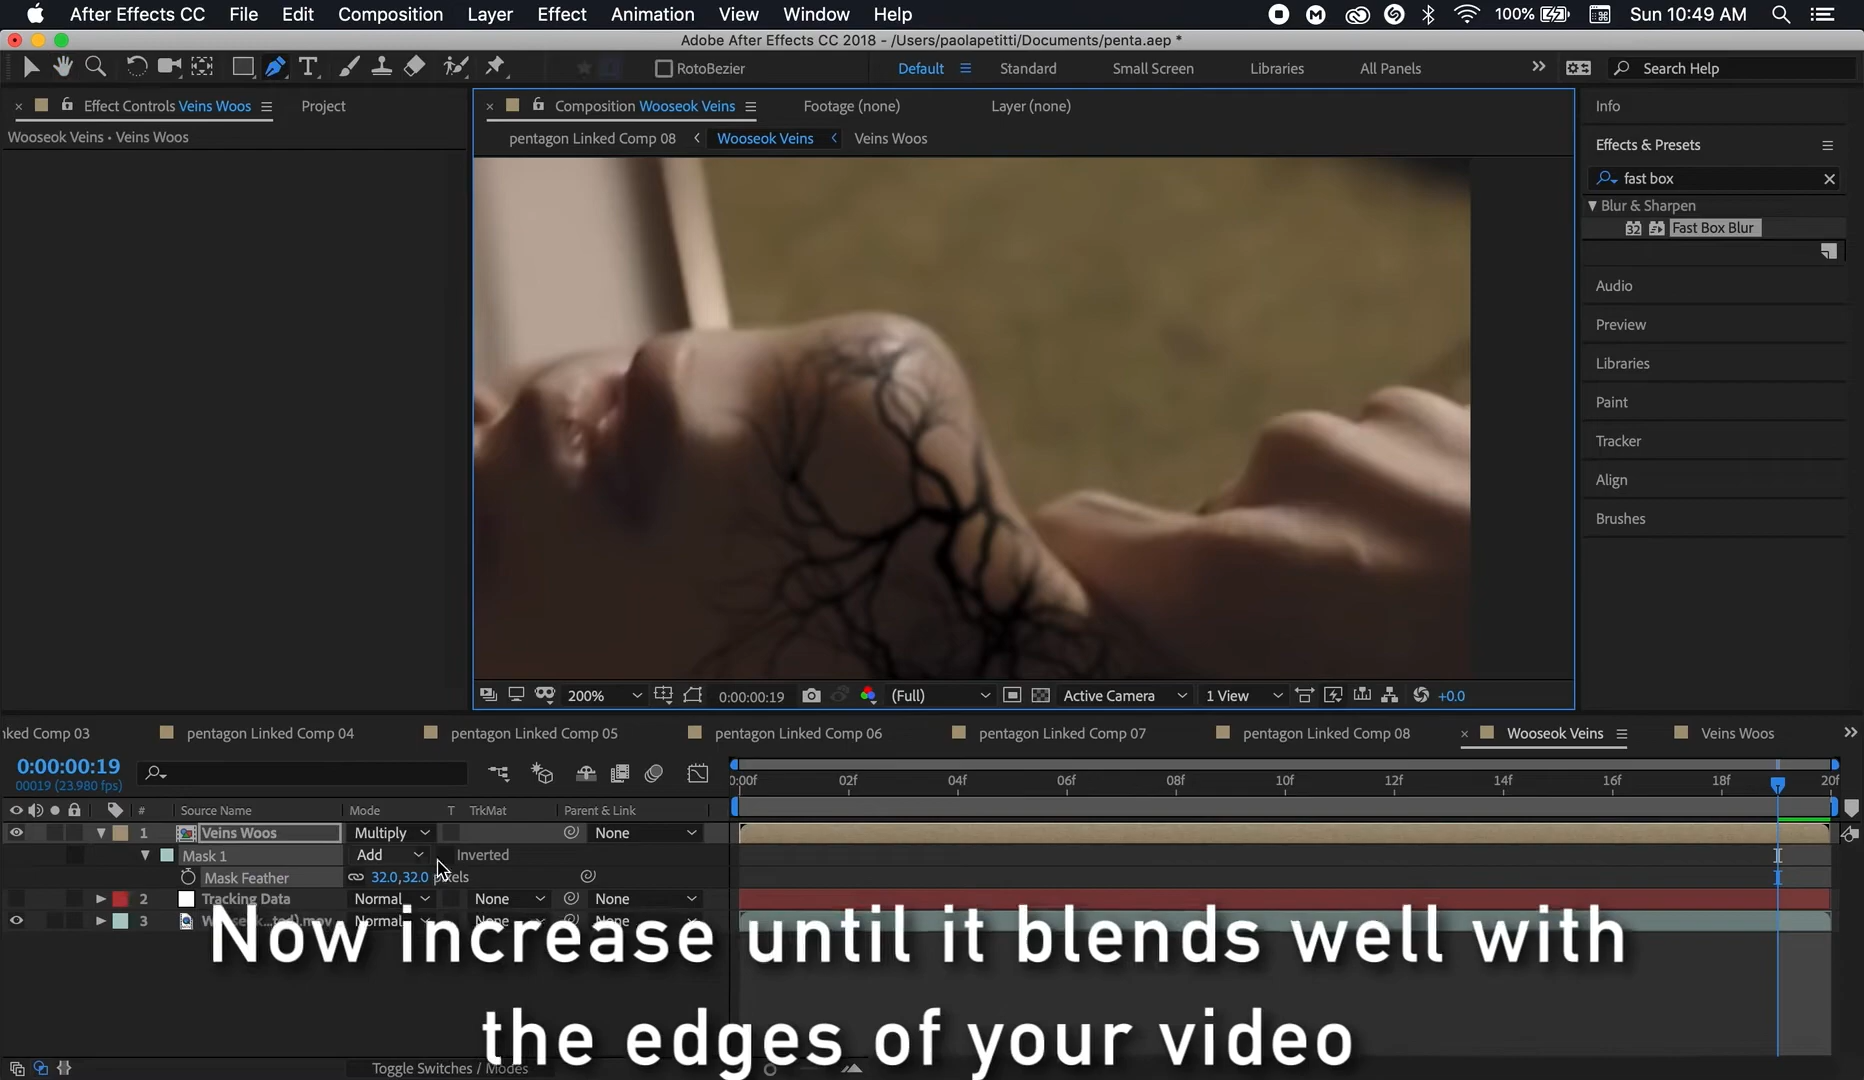 After Effects CC File Edit Composition Layer Effect Animation View Window Help 100% Sun 10:49 AM
Adobe After Effects CC 2018 - /Users/paolapetitti/Documents/penta.aep *
RotoBezier Default Standard Small Screen Libraries All Panels Search Help
Effect Controls Veins Woos Project Composition Wooseok Veins Footage (none) Layer (none) Info
Wooseok Veins • Veins Woos pentagon Linked Comp 08 Wooseok Veins Veins Woos Effects & Presets
fast box
Blur & Sharpen
32 Fast Box Blur
Audio
Preview
Libraries
Paint
Tracker
Align
Brushes
200% 0:00:00:19 (Full) Active Camera 1 View +0.0
nked Comp 03 pentagon Linked Comp 04 pentagon Linked Comp 05 pentagon Linked Comp 06 pentagon Linked Comp 07 pentagon Linked Comp 08 Wooseok Veins Veins Woos
0:00:00:19
00019 (23.980 fps)
0:00f 02f 04f 06f 08f 10f 12f 14f 16f 18f 20f
# Source Name Mode T TrkMat Parent & Link
1 Veins Woos Multiply None
Mask 1 Add Inverted
Mask Feather 32.0,32.0 pixels
2 Tracking Data Normal None None
3 Normal None None
Now increase until it blends well with
the edges of your video
Toggle Switches / Modes